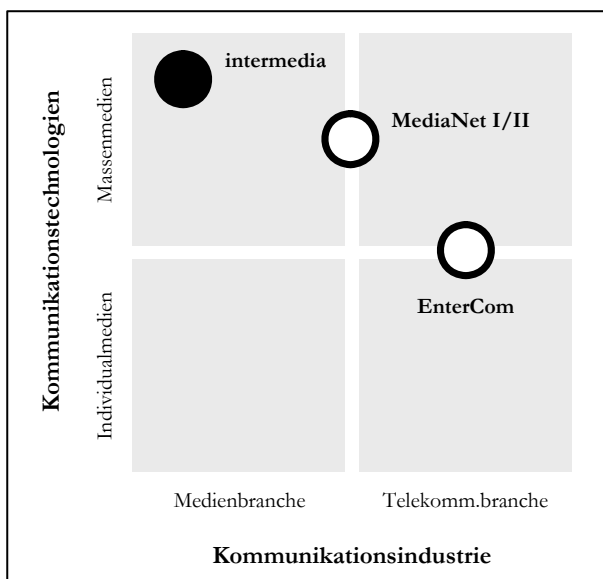 Kommunikationstechnologien
Massenmedien
Individualmedien
intermedia
MediaNet I/II
EnterCom
Medienbranche
Telekomm.branche
Kommunikationsindustrie